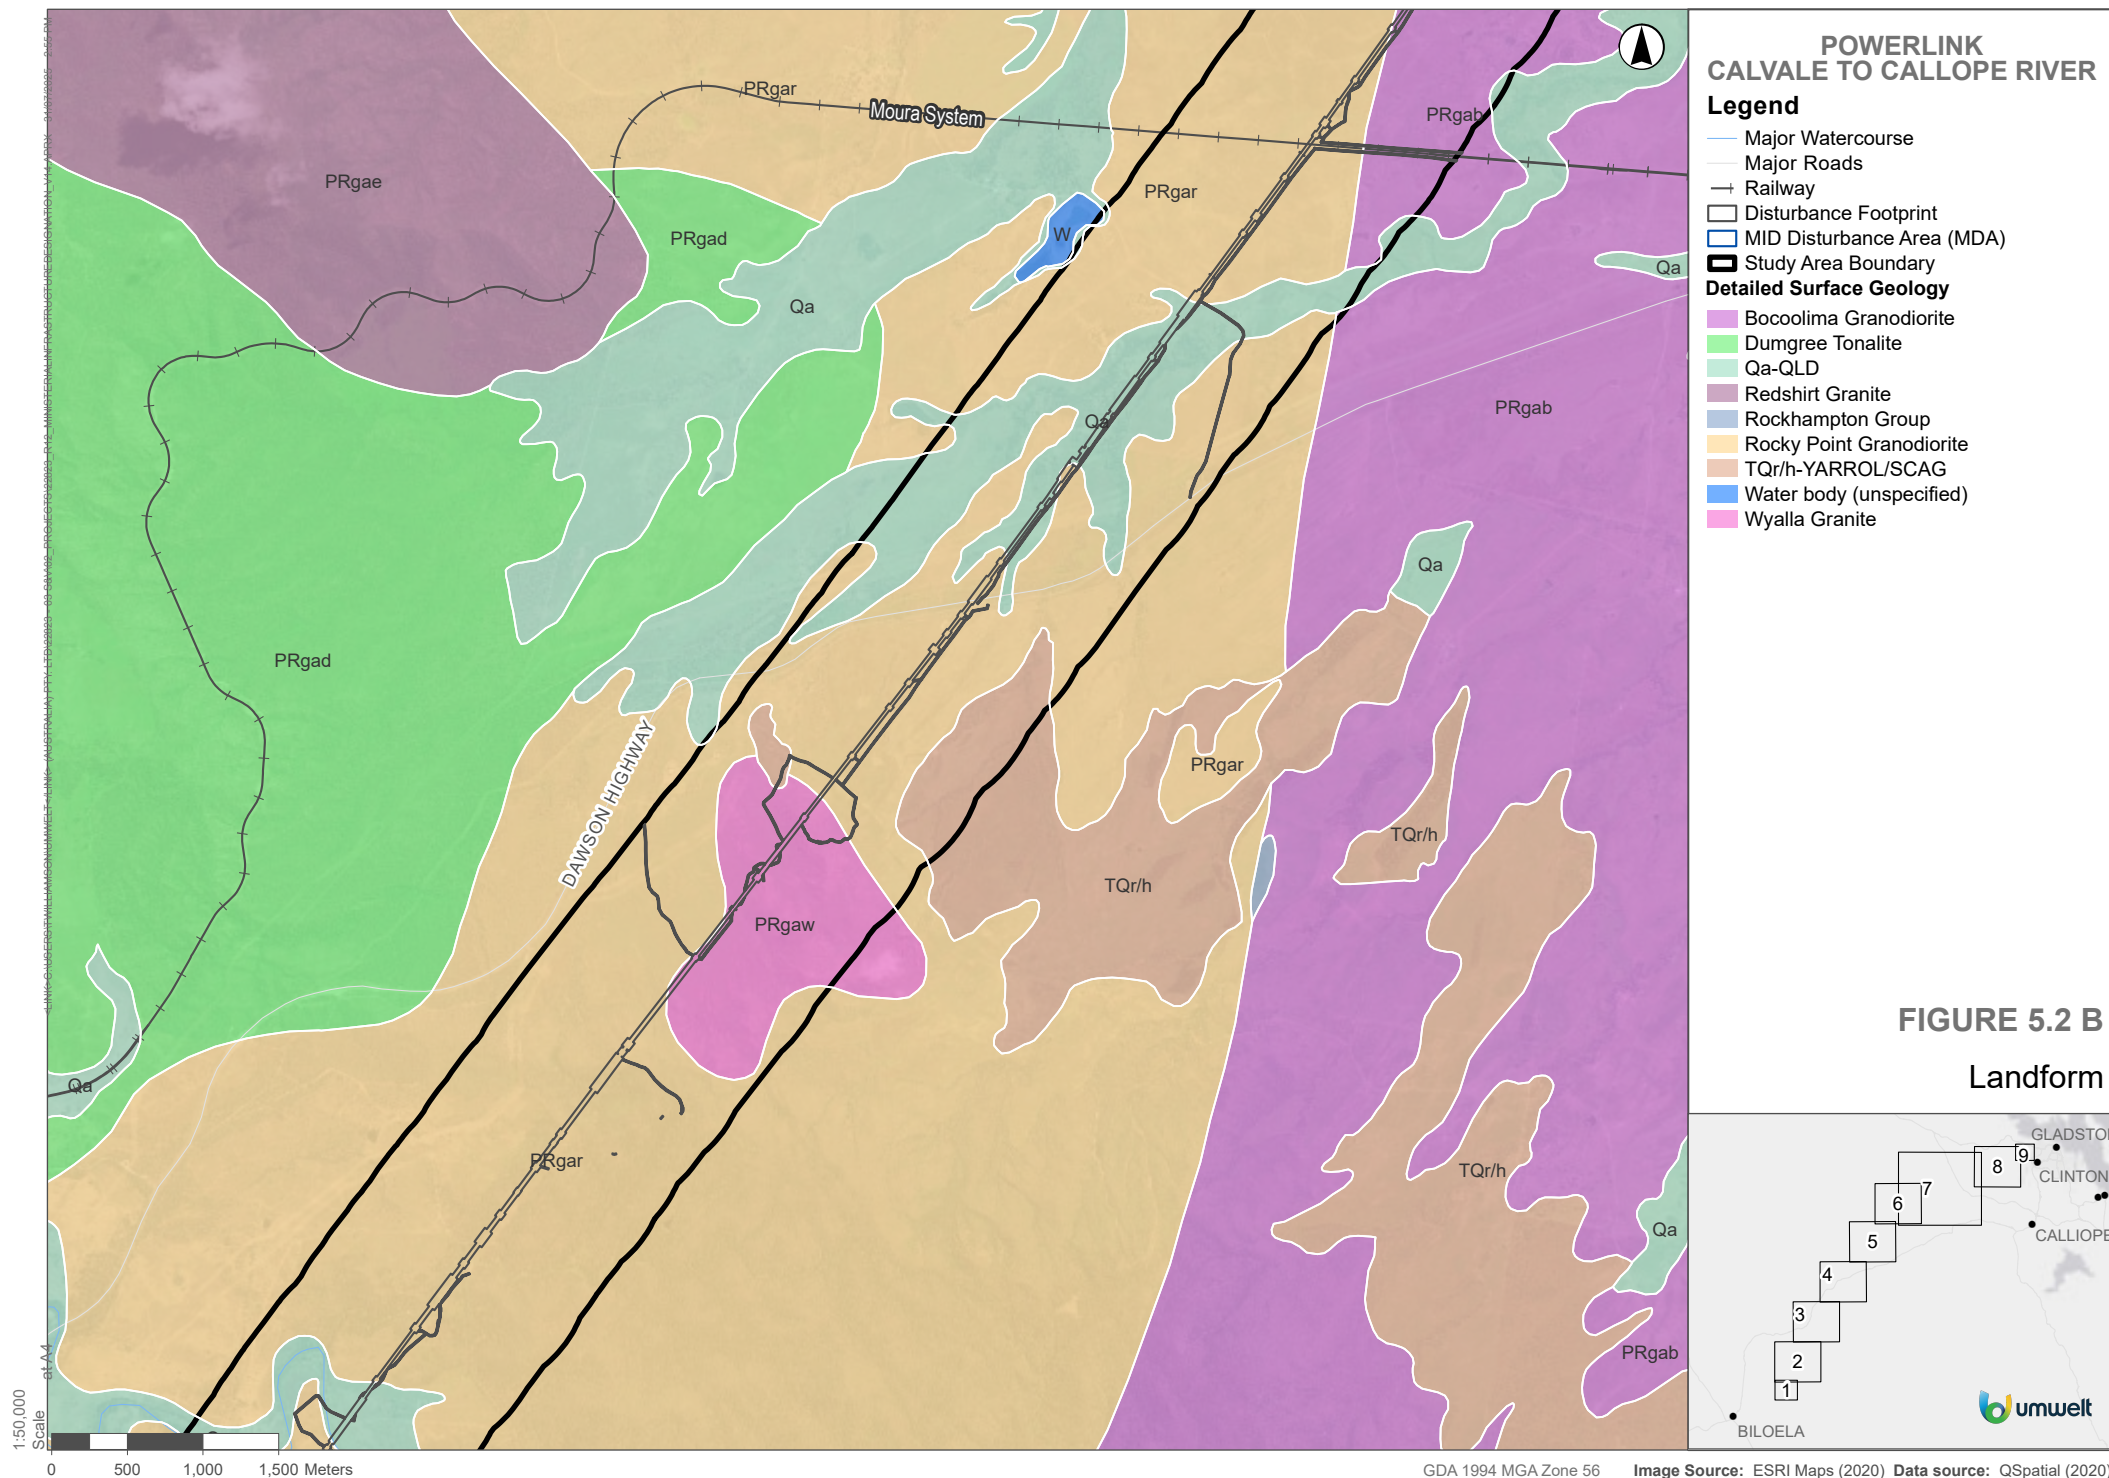 POWERLINK
CALVALE TO CALLOPE RIVER
Legend
Major Watercourse
Major Roads
Railway
Disturbance Footprint
MID Disturbance Area (MDA)
Study Area Boundary
Detailed Surface Geology
Bocoolima Granodiorite
Dumgree Tonalite
Qa-QLD
Redshirt Granite
Rockhampton Group
Rocky Point Granodiorite
TQr/h-YARROL/SCAG
Water body (unspecified)
Wyalla Granite
FIGURE 5.2 B
Landform
GLADSTO
9
8
CLINTON
7
6
CALLIOPE
5
4
3
2
1
BILOELA
umwelt
PRgar
Moura System
PRgab
PRgae
PRgar
PRgad
W
Qa
Qa
PRgab
Qa
Qa
PRgad
DAWSON HIGHWAY
PRgar
TQr/h
TQr/h
PRgaw
Qa
PRgar
TQr/h
Qa
PRgab
1:50,000
at A4
Scale
0 500 1,000 1,500 Meters
GDA 1994 MGA Zone 56 Image Source: ESRI Maps (2020) Data source: QSpatial (2020)